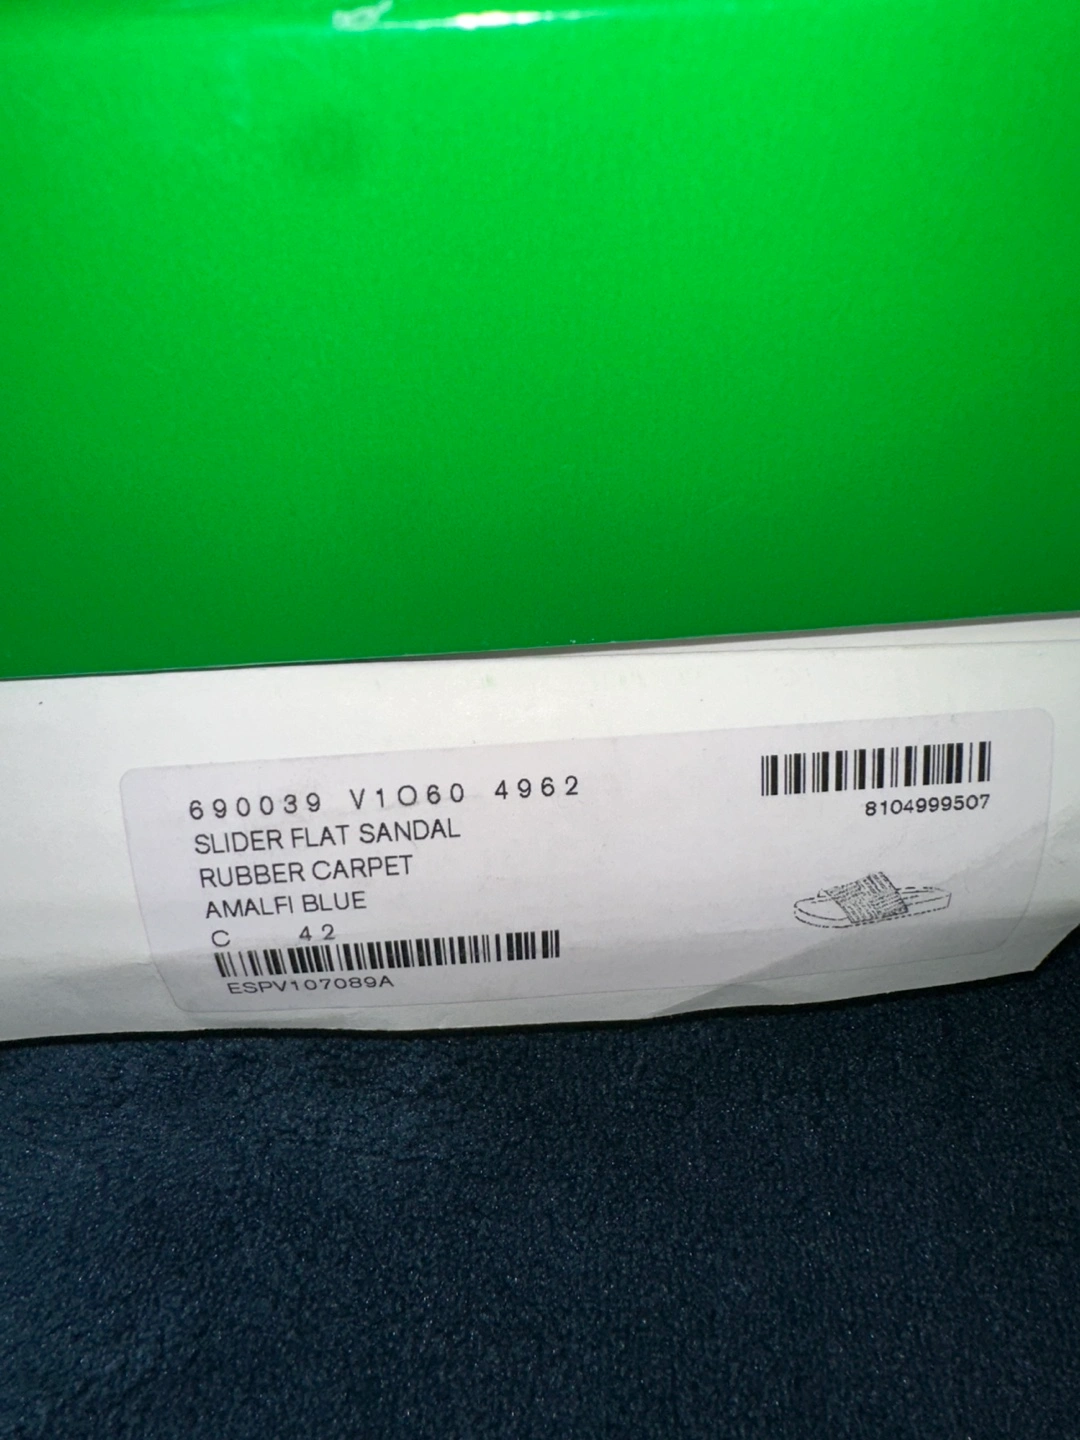 690039 V1O60 4962
SLIDER FLAT SANDAL
RUBBER CARPET
AMALFI BLUE
C 42
ESPV107089A
8104999507